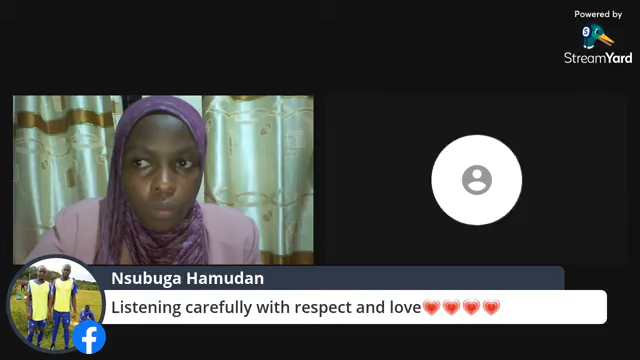 Powered by
StreamYard
Nsubuga Hamudan
Listening carefully with respect and love💗💗💗💗